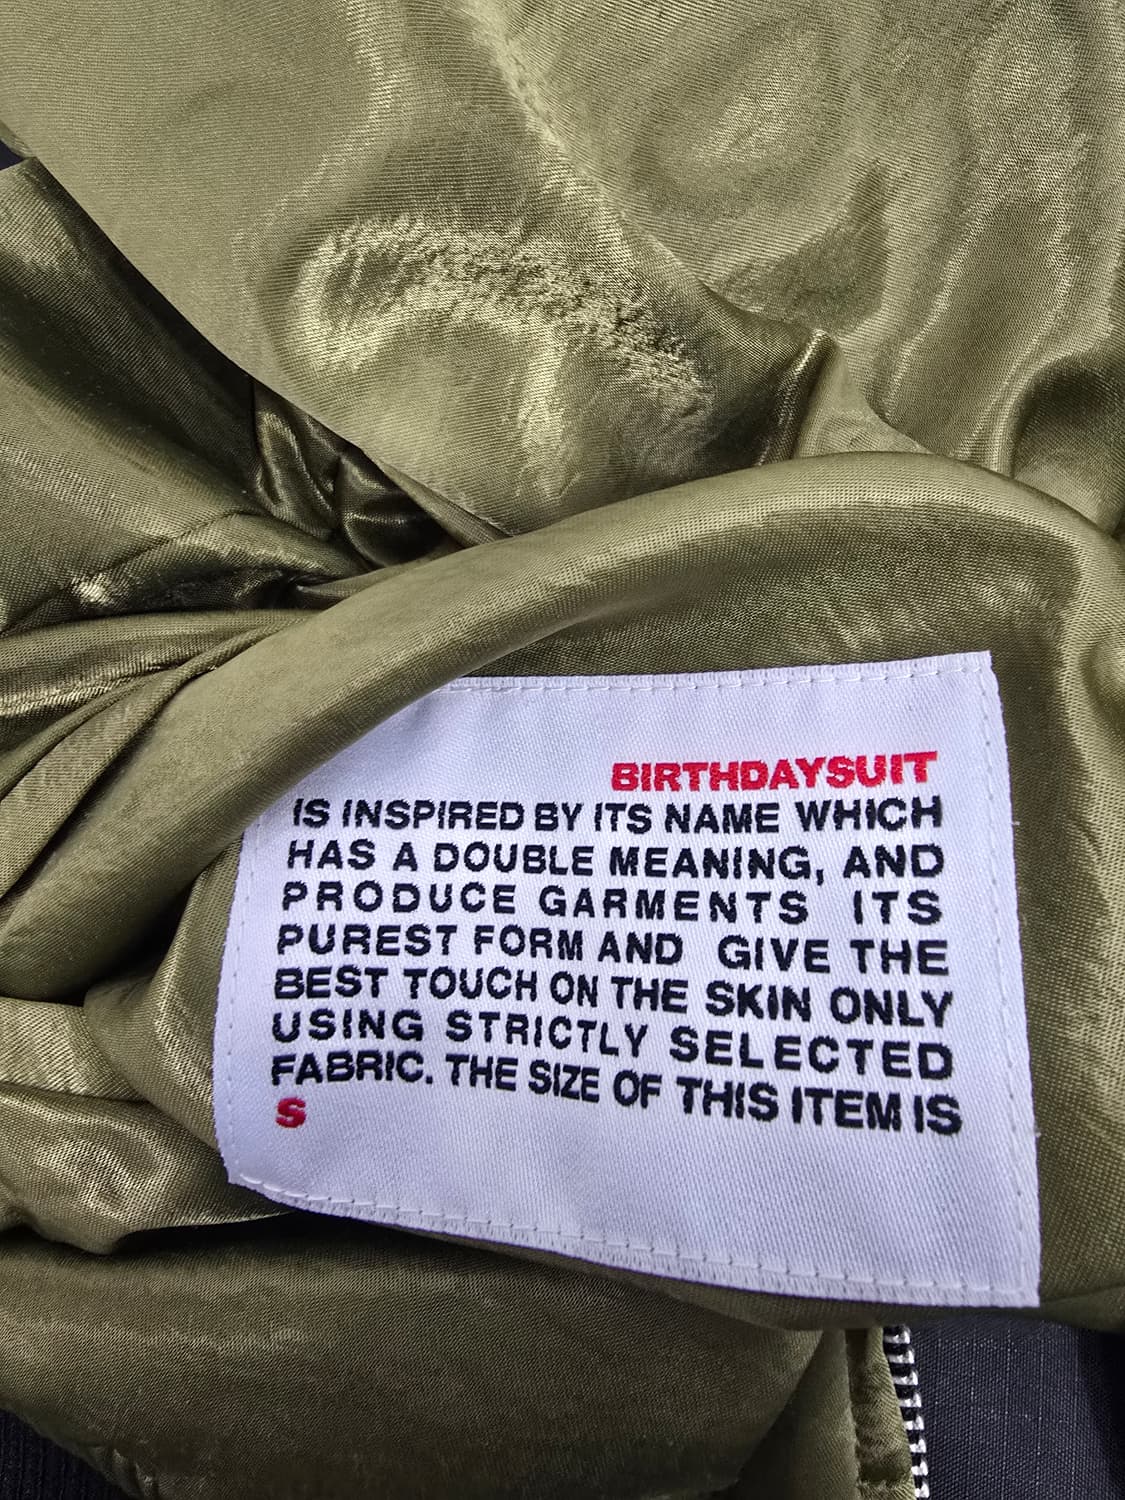 BIRTHDAYSUIT
IS INSPIRED BY ITS NAME WHICH
HAS A DOUBLE MEANING, AND
PRODUCE GARMENTS ITS
PUREST FORM AND GIVE THE
BEST TOUCH ON THE SKIN ONLY
USING STRICTLY SELECTED
FABRIC. THE SIZE OF THIS ITEM IS
S